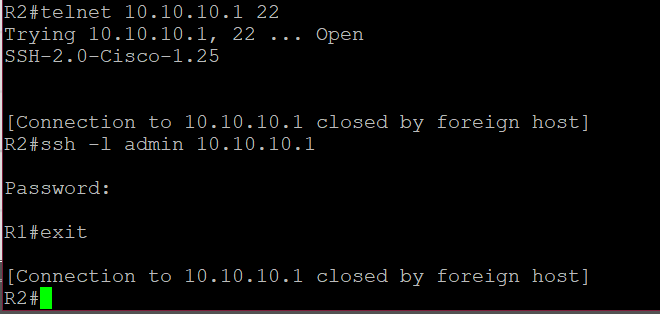 R2#telnet 10.10.10.1 22
Trying 10.10.10.1, 22 ... Open
SSH-2.0-Cisco-1.25
[Connection to 10.10.10.1 closed by foreign host]
R2#ssh -l admin 10.10.10.1
Password:
R1#exit
[Connection to 10.10.10.1 closed by foreign host]
R2#